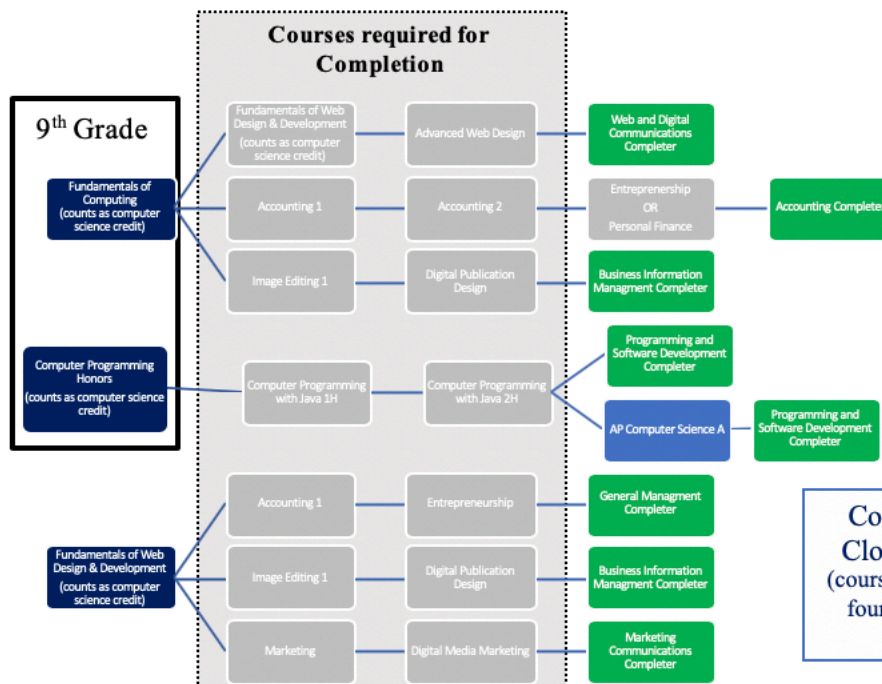 Courses required for
Completion
9th Grade
Fundamentals of Web
Design & Development
(counts as computer
science credit)
Advanced Web Design
Web and Digital
Communications
Completer
Fundamentals of
Computing
(counts as computer
science credit)
Accounting 1
Accounting 2
Entreprenership
OR
Personal Finance
Accounting Completer
Image Editing 1
Digital Publication
Design
Business Information
Managment Completer
Computer Programming
Honors
(counts as computer science
credit)
Computer Programming
with Java 1H
Computer Programming
with Java 2H
Programming and
Software Development
Completer
AP Computer Science A
Programming and
Software Development
Completer
Fundamentals of Web
Design & Development
(counts as computer
science credit)
Accounting 1
Entrepreneurship
General Managment
Completer
Image Editing 1
Digital Publication
Design
Business Information
Managment Completer
Marketing
Digital Media Marketing
Marketing
Communications
Completer
Co
Clo
(cours
four